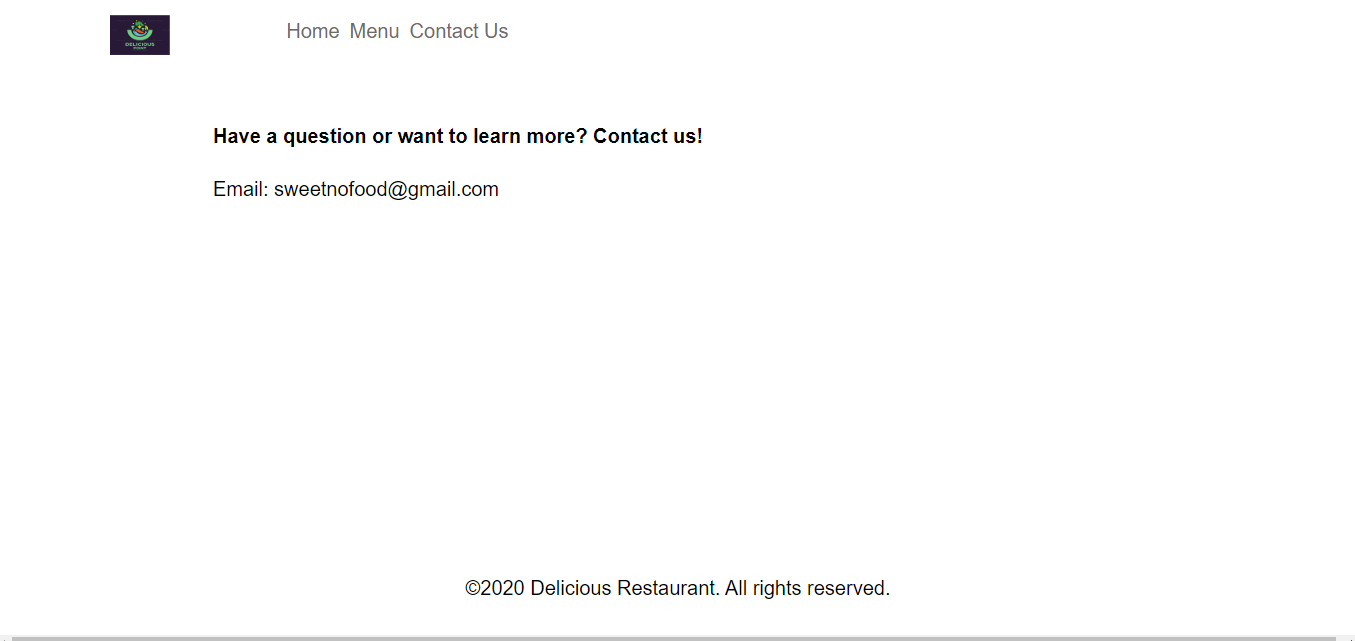 DELICIOUS
Home Menu Contact Us
Have a question or want to learn more? Contact us!
Email: sweetnofood@gmail.com
©2020 Delicious Restaurant. All rights reserved.